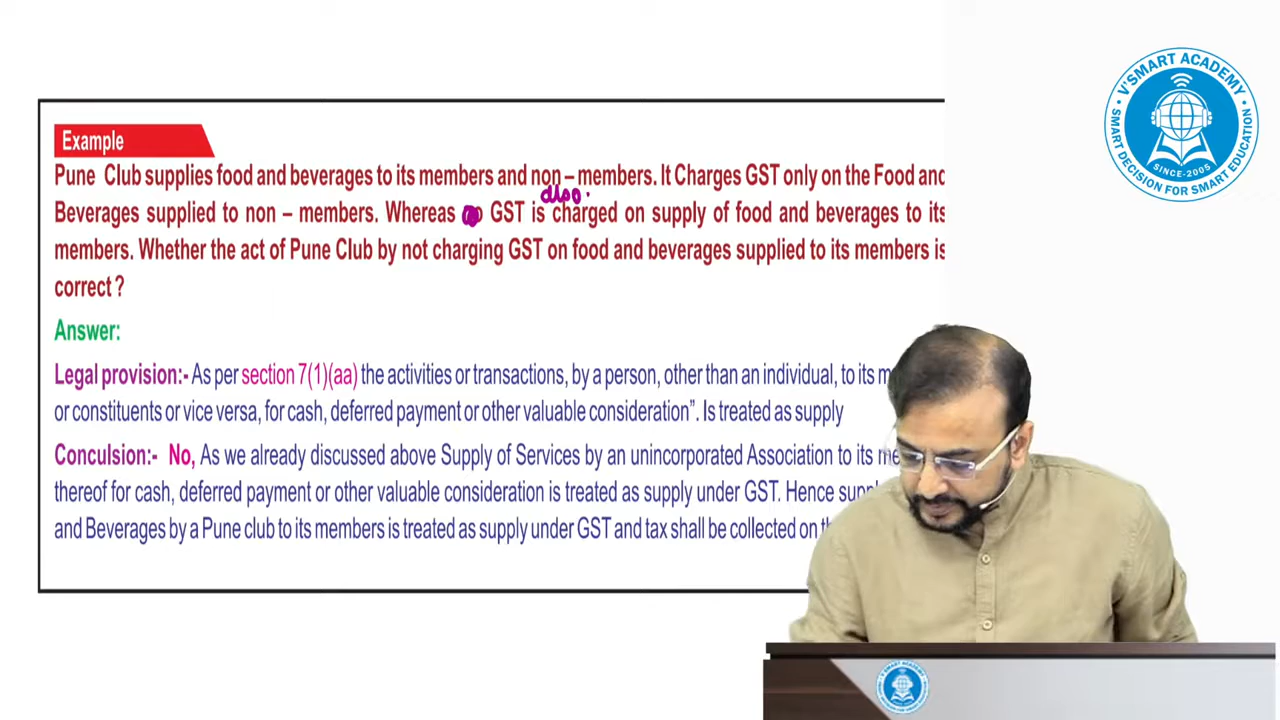 V'SMART ACADEMY
SINCE-2005
SMART DECISION FOR SMART EDUCATION
Example
Pune Club supplies food and beverages to its members and non – members. It Charges GST only on the Food and
also.
Beverages supplied to non – members. Whereas GST is charged on supply of food and beverages to its
members. Whether the act of Pune Club by not charging GST on food and beverages supplied to its members is
correct ?
Answer:
Legal provision:- As per section 7(1)(aa) the activities or transactions, by a person, other than an individual, to its
or constituents or vice versa, for cash, deferred payment or other valuable consideration”. Is treated as supply
Conculsion:- No, As we already discussed above Supply of Services by an unincorporated Association to its
thereof for cash, deferred payment or other valuable consideration is treated as supply under GST. Hence
and Beverages by a Pune club to its members is treated as supply under GST and tax shall be collected on
V'SMART ACADEMY